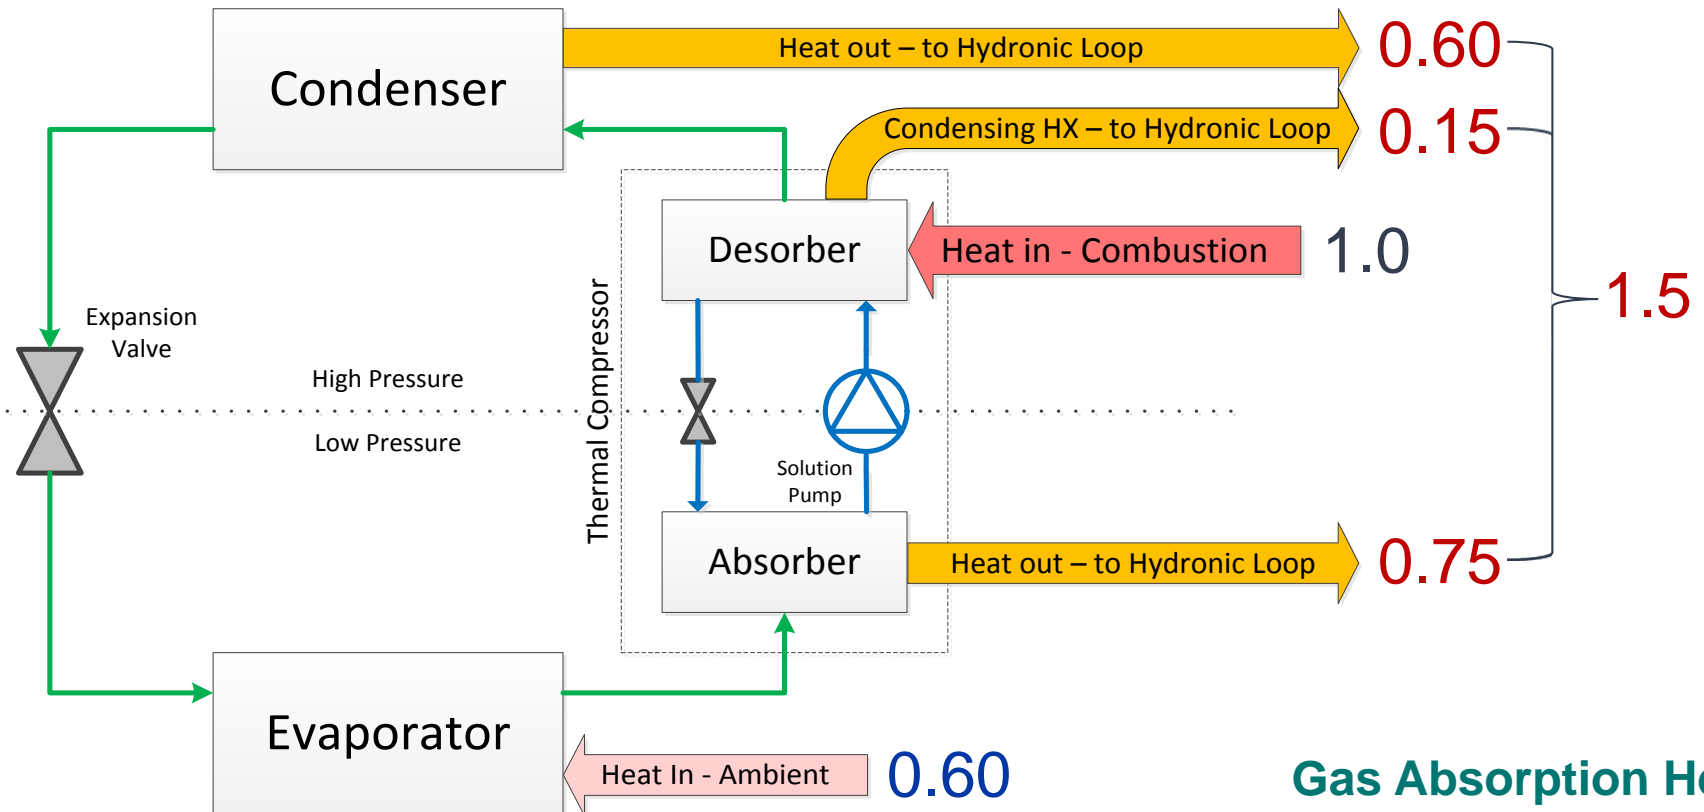 Heat out – to Hydronic Loop
0.60
Condenser
Condensing HX – to Hydronic Loop
0.15
Desorber
Heat in - Combustion
1.0
1.5
Expansion
Valve
High Pressure
Low Pressure
Thermal Compressor
Solution
Pump
Absorber
Heat out – to Hydronic Loop
0.75
Evaporator
Heat In - Ambient
0.60
Gas Absorption